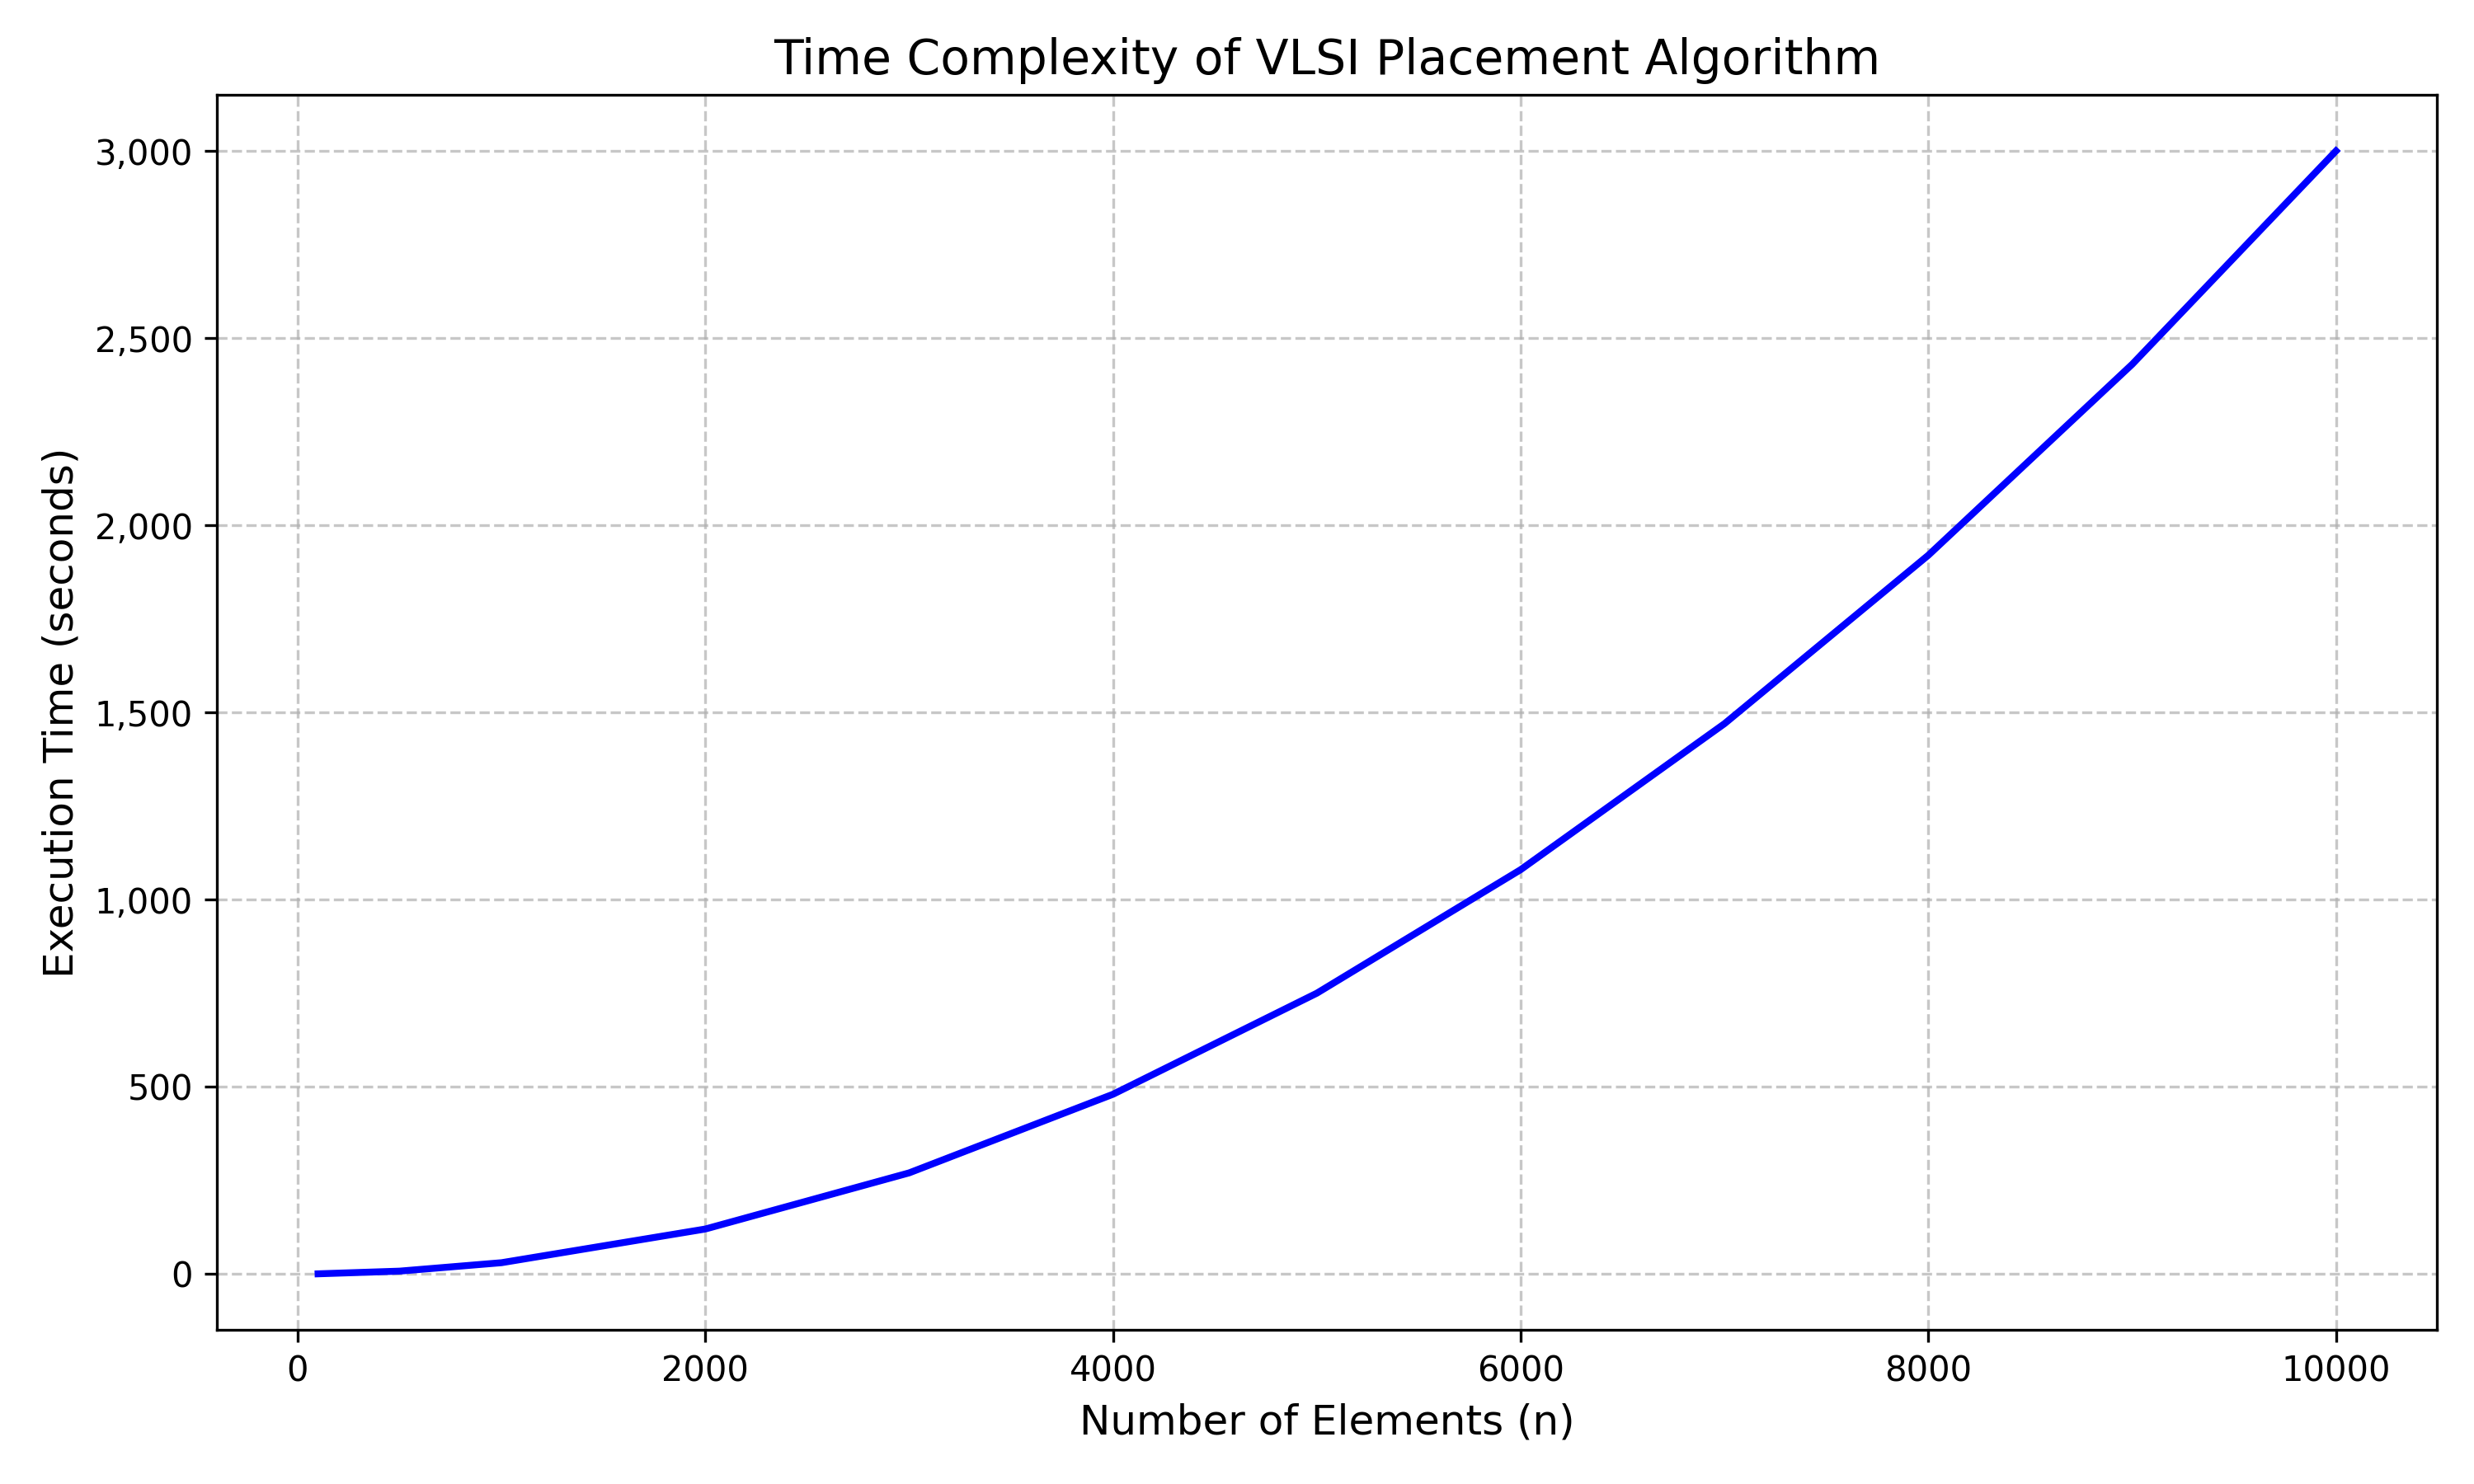 Time Complexity of VLSI Placement Algorithm
Execution Time (seconds)
3,000
2,500
2,000
1,500
1,000
500
0
0 2000 4000 6000 8000 10000
Number of Elements (n)